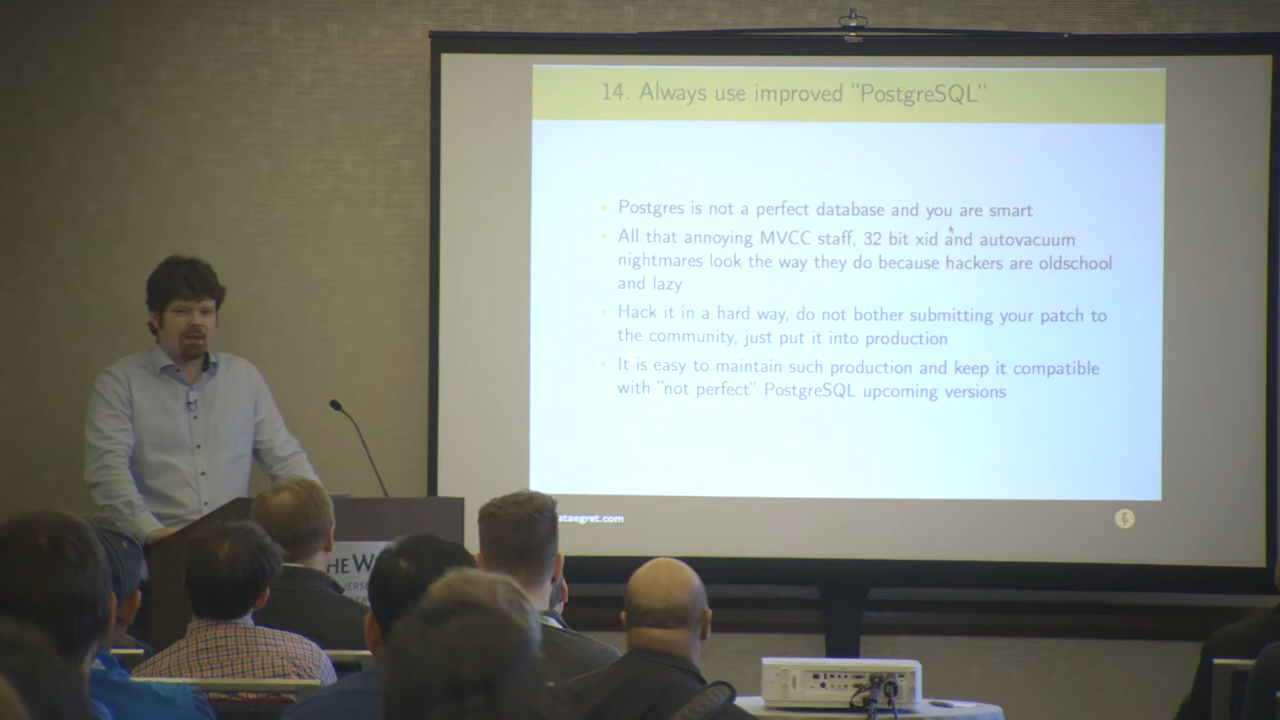 14. Always use improved "PostgreSQL"
Postgres is not a perfect database and you are smart
All that annoying MVCC staff, 32 bit xid and autovacuum
nightmares look the way they do because hackers are oldschool
and lazy
Hack it in a hard way, do not bother submitting your patch to
the community, just put it into production
It is easy to maintain such production and keep it compatible
with "not perfect" PostgreSQL upcoming versions
ataegret.com
HE W
JERS